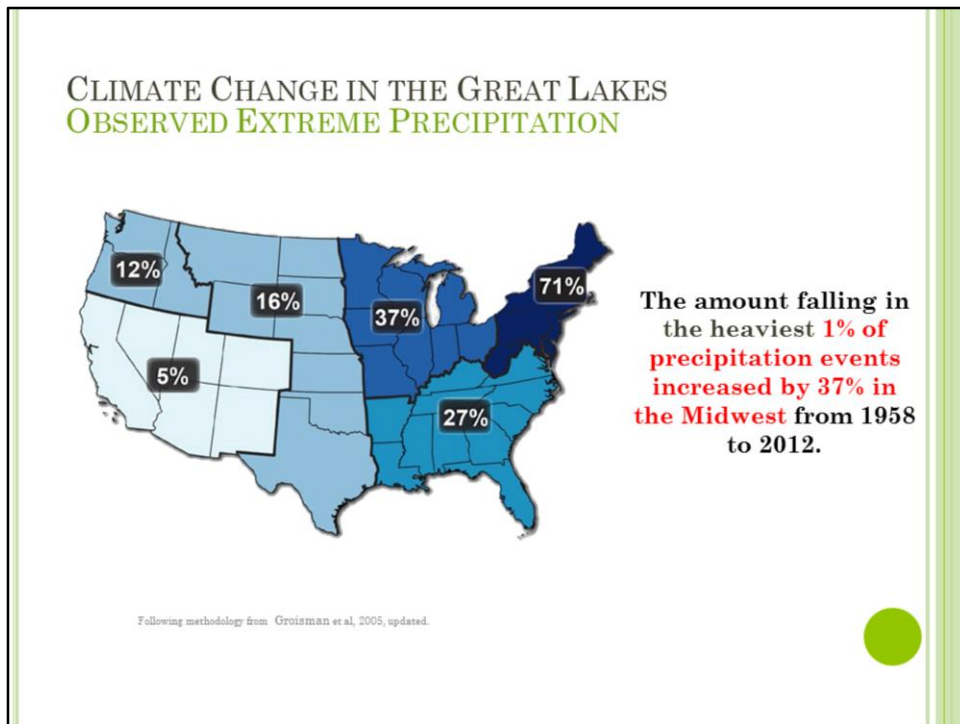 CLIMATE CHANGE IN THE GREAT LAKES
OBSERVED EXTREME PRECIPITATION
12%
16%
37%
71%
5%
27%
The amount falling in
the heaviest 1% of
precipitation events
increased by 37% in
the Midwest from 1958
to 2012.
Following methodology from Groisman et al, 2005, updated.